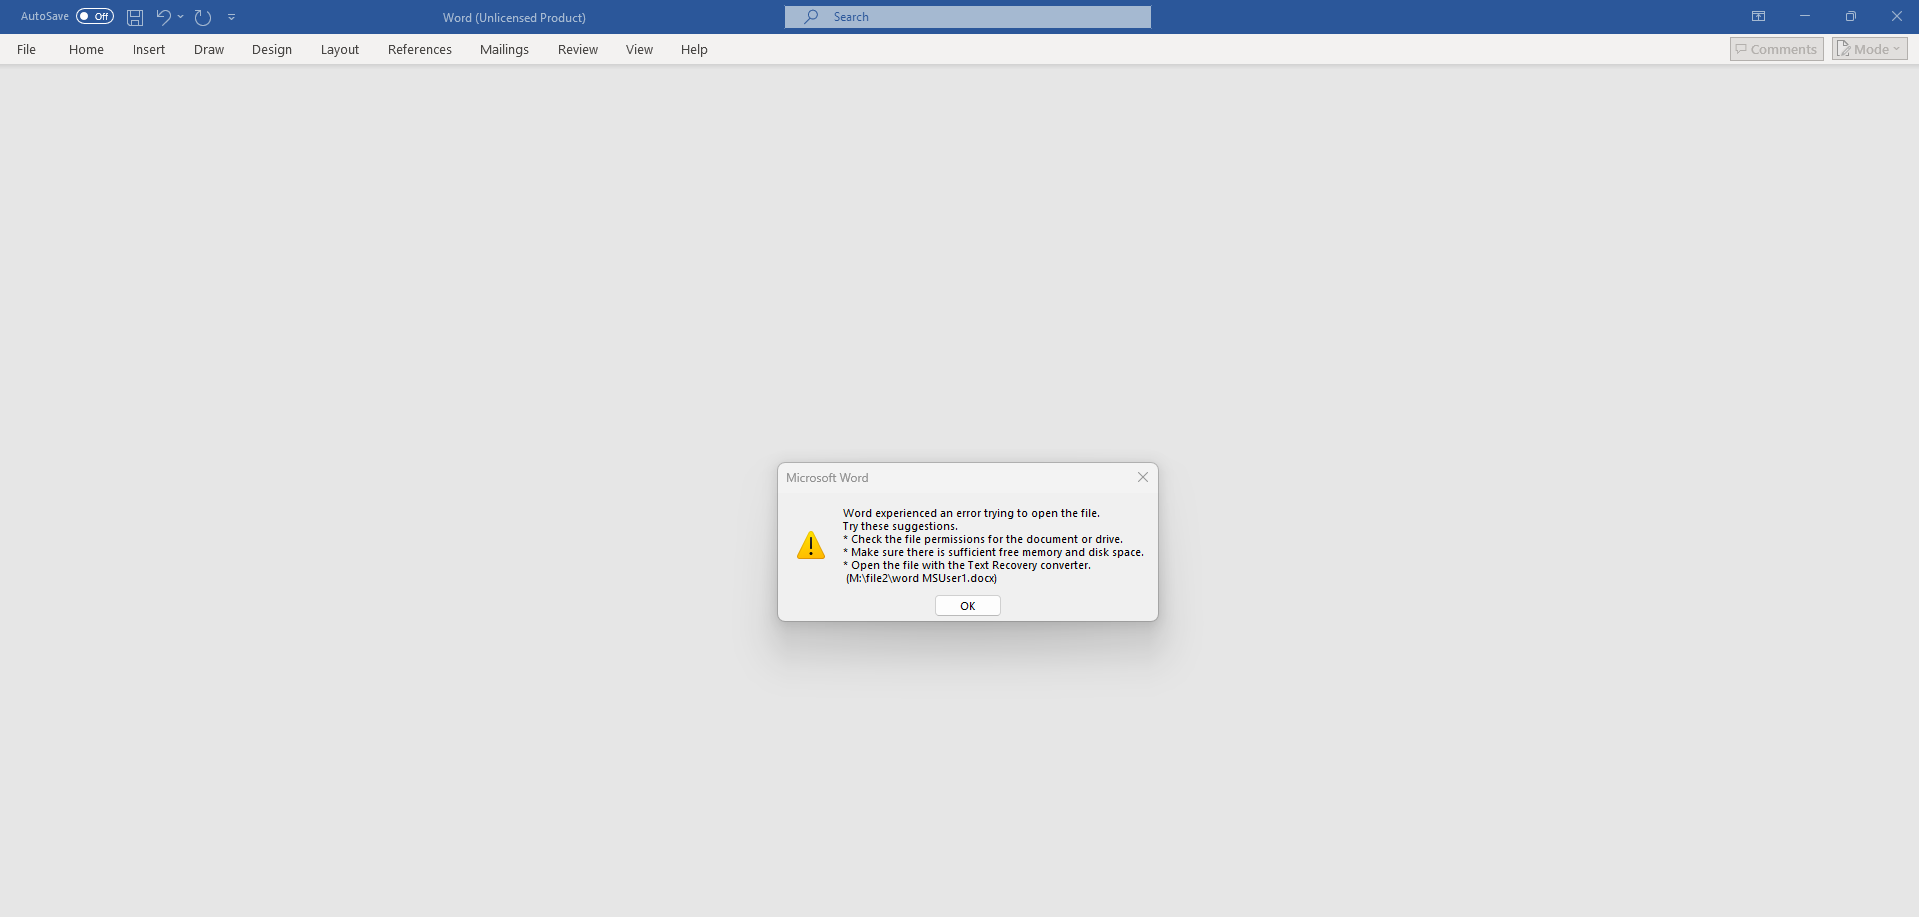 AutoSave Off Word (Unlicensed Product) Search
File Home Insert Draw Design Layout References Mailings Review View Help Comments Mode
Microsoft Word
Word experienced an error trying to open the file.
Try these suggestions.
* Check the file permissions for the document or drive.
* Make sure there is sufficient free memory and disk space.
* Open the file with the Text Recovery converter.
(M:\file2\word MSUser1.docx)
OK